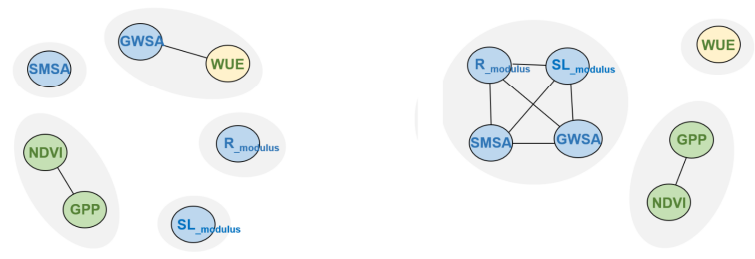 GWSA
SMSA
WUE
NDVI
R_modulus
GPP
SL_modulus
WUE
R_modulus
SL_modulus
SMSA
GWSA
GPP
NDVI